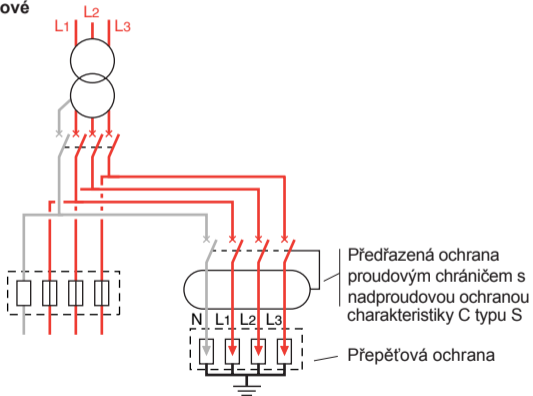 ové
L1 L2 L3
Předřazená ochrana
proudovým chráničem s
nadproudovou ochranou
charakteristiky C typu S
N L1 L2 L3
Přepěťová ochrana